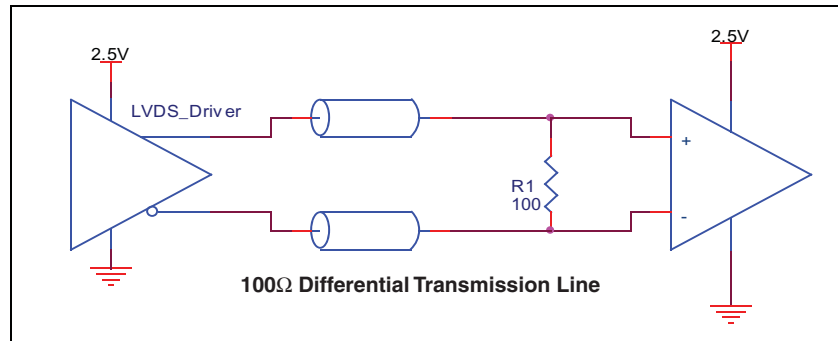 2.5V
2.5V
LVDS_Driver
+
R1
100
-
100Ω Differential Transmission Line